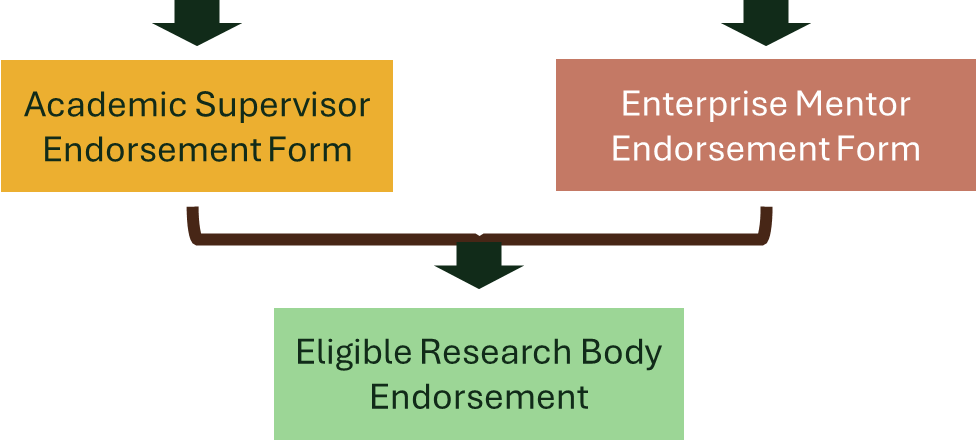 Academic Supervisor
Endorsement Form
Enterprise Mentor
Endorsement Form
Eligible Research Body
Endorsement